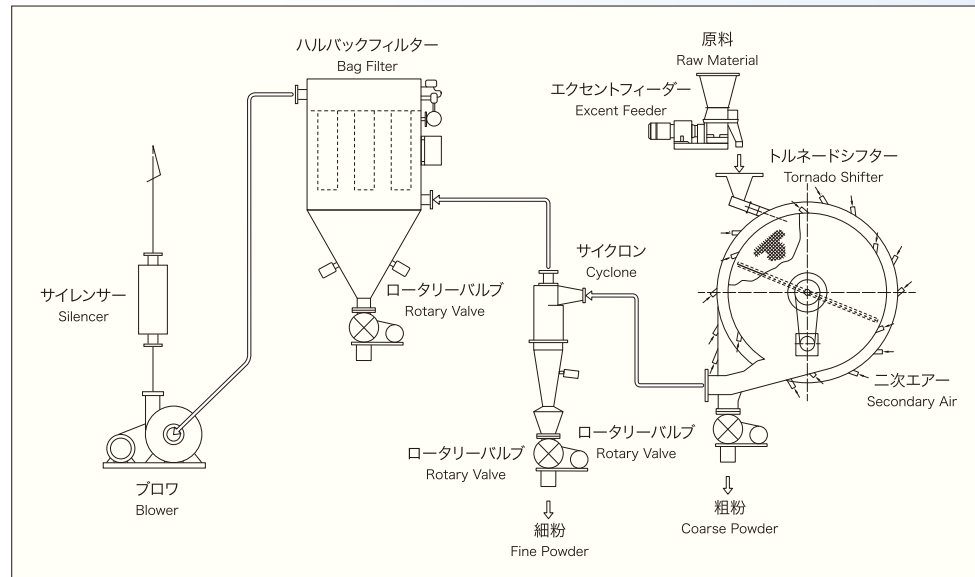 ハルバックフィルター
Bag Filter
原料
Raw Material
エクセントフィーダー
Excent Feeder
トルネードシフター
Tornado Shifter
サイクロン
Cyclone
サイレンサー
Silencer
ロータリーバルブ
Rotary Valve
二次エアー
Secondary Air
ロータリーバルブ
Rotary Valve
ロータリーバルブ
Rotary Valve
ブロワ
Blower
細粉
Fine Powder
粗粉
Coarse Powder